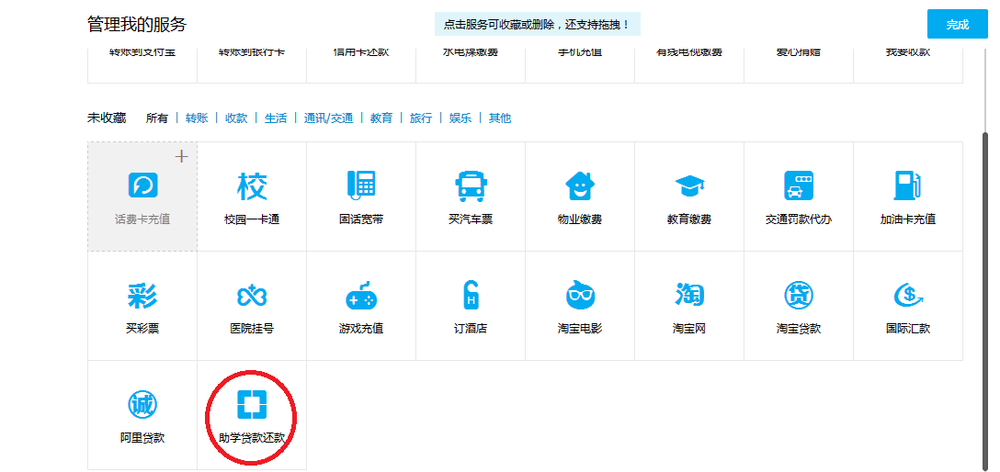 管理我的服务
点击服务可收藏或删除，还支持拖拽！
完成
转账到支付宝 转账到银行卡 信用卡还款 水电煤缴费 手机充值 有线电视缴费 爱心捐赠 我要收款
未收藏 所有 | 转账 | 收款 | 生活 | 通讯/交通 | 教育 | 旅行 | 娱乐 | 其他
校
话费卡充值 校园一卡通 固话宽带 买汽车票 物业缴费 教育缴费 交通罚款代办 加油卡充值
彩 H 淘 贷 $
买彩票 医院挂号 游戏充值 订酒店 淘宝电影 淘宝网 淘宝贷款 国际汇款
诚
阿里贷款 助学贷款还款